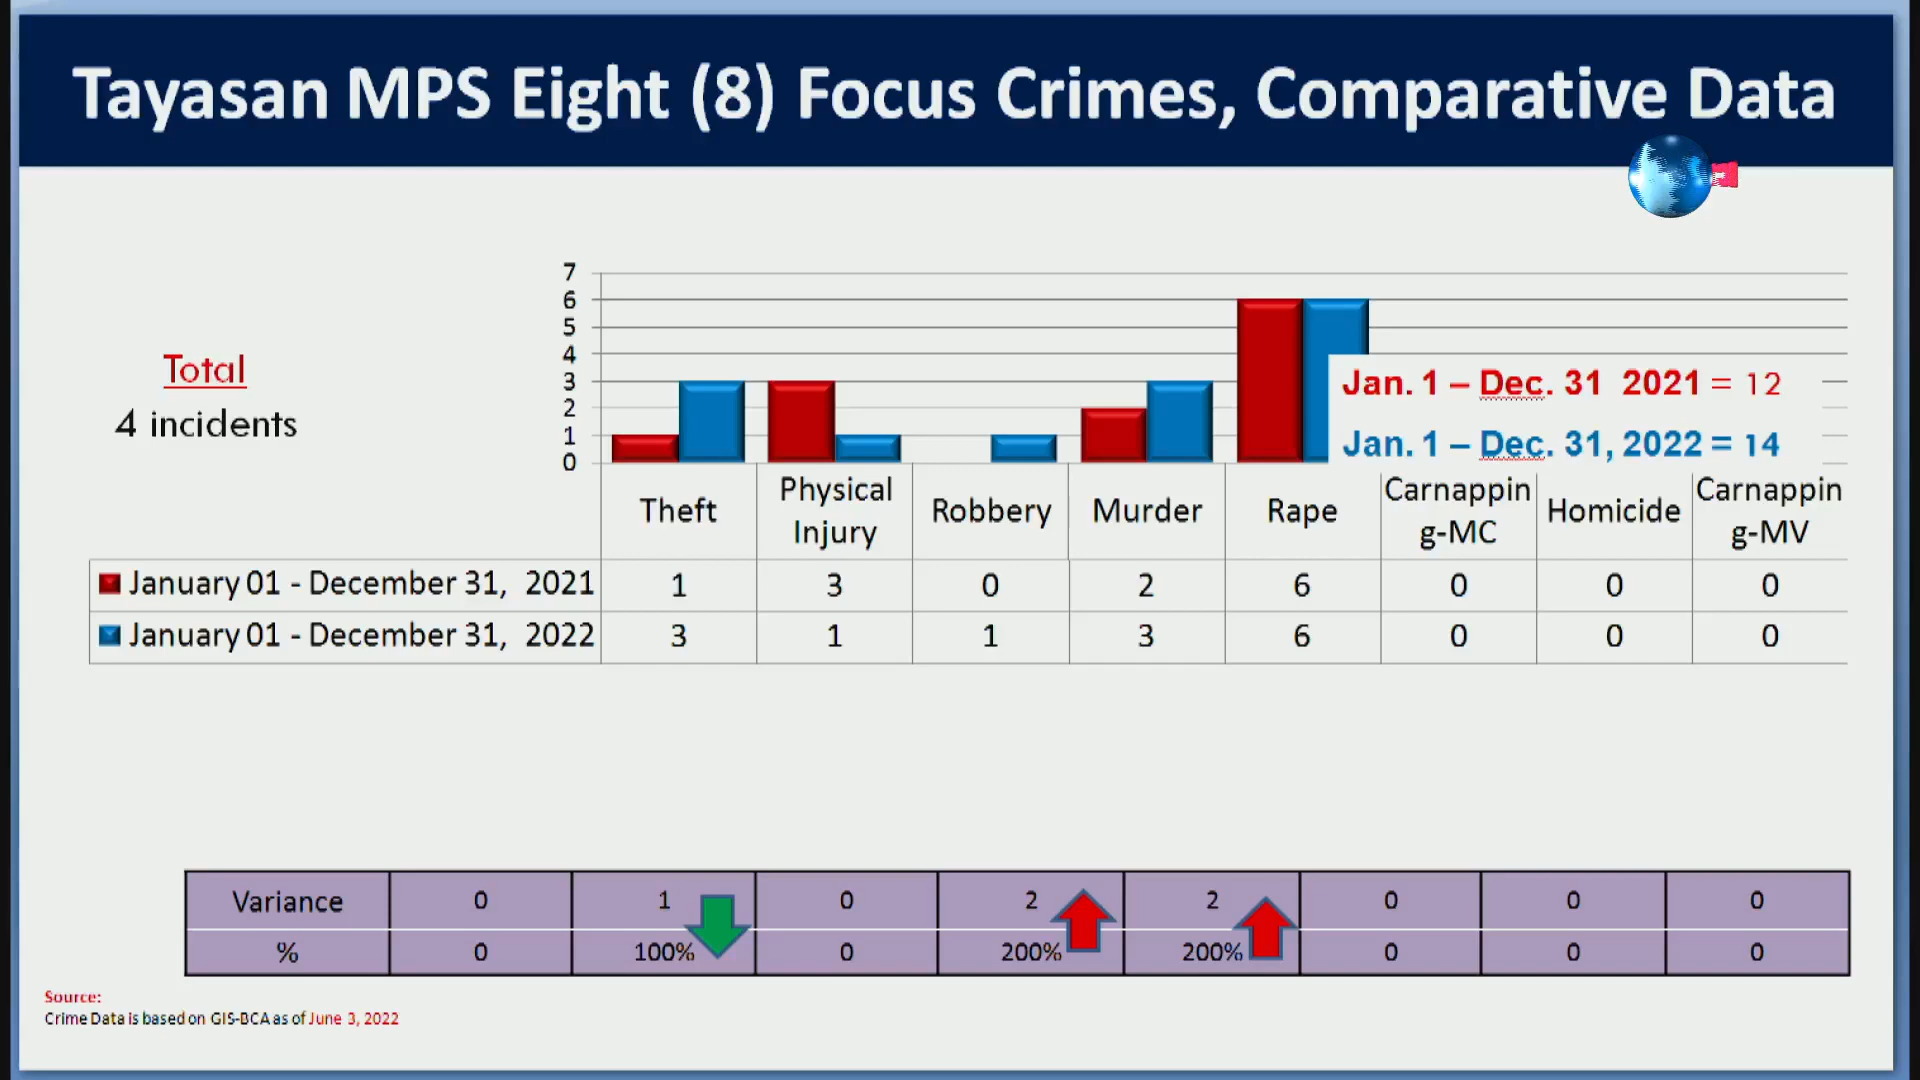 Tayasan MPS Eight (8) Focus Crimes, Comparative Data
Total
4 incidents
7
6
5
4
3
2
1
0
Jan. 1 – Dec. 31 2021 = 12
Jan. 1 – Dec. 31, 2022 = 14
Theft
Physical
Injury
Robbery
Murder
Rape
Carnappin
g-MC
Homicide
Carnappin
g-MV
January 01 - December 31, 2021 1 3 0 2 6 0 0 0
January 01 - December 31, 2022 3 1 1 3 6 0 0 0
Variance 0 1 0 2 2 0 0 0
% 0 100% 0 200% 200% 0 0 0
Source:
Crime Data is based on GIS-BCA as of June 3, 2022